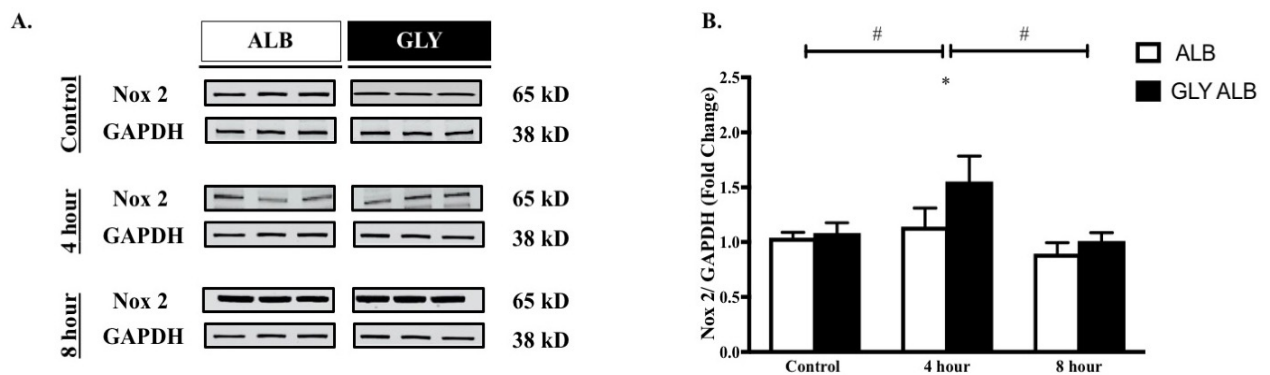 A.
ALB GLY
Control
Nox 2 65 kD
GAPDH 38 kD
4 hour
Nox 2 65 kD
GAPDH 38 kD
8 hour
Nox 2 65 kD
GAPDH 38 kD
B.
# #
*
ALB
GLY ALB
Nox 2/ GAPDH (Fold Change)
2.5
2.0
1.5
1.0
0.5
0.0
Control 4 hour 8 hour